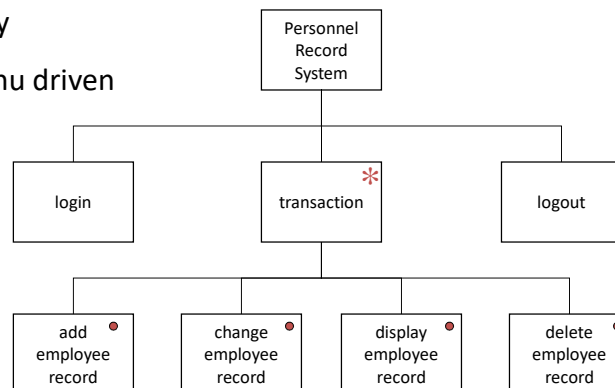 y
nu driven
Personnel
Record
System
login
transaction
*
logout
add
employee
record
change
employee
record
display
employee
record
delete
employee
record